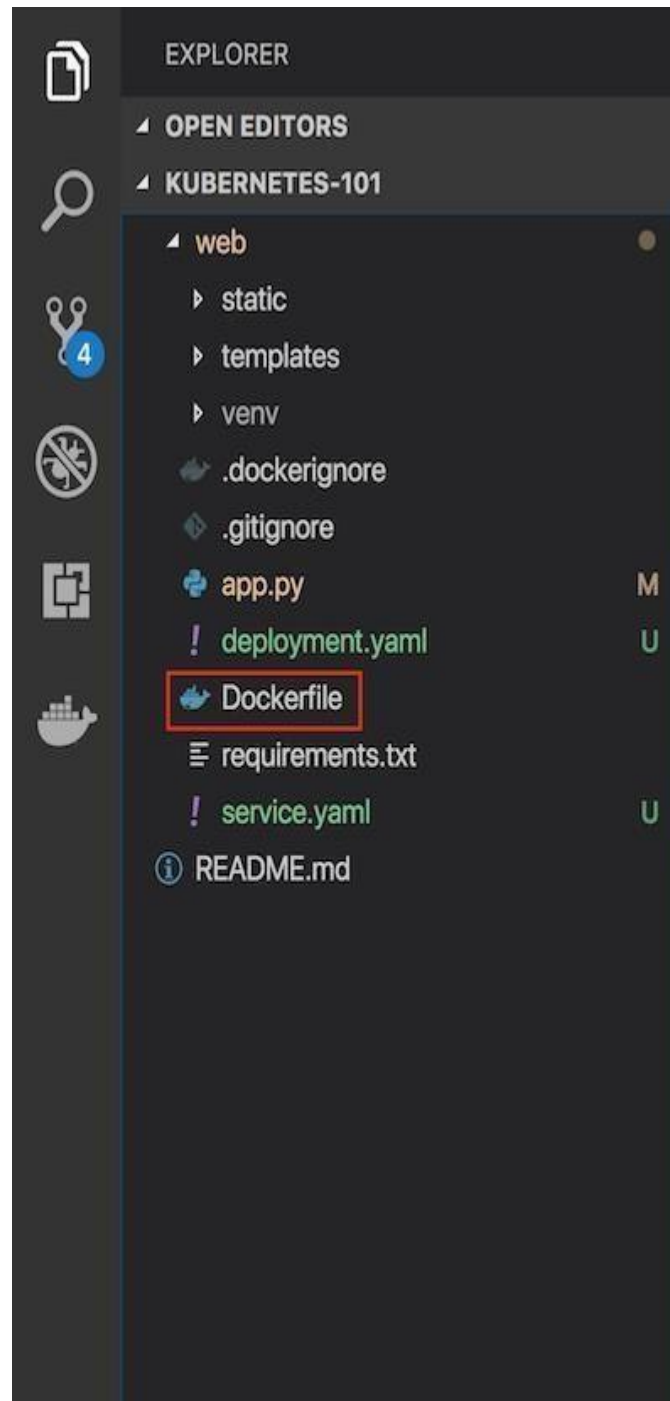 EXPLORER
OPEN EDITORS
KUBERNETES-101
web
static
templates
4
venv
.dockerignore
.gitignore
app.py M
deployment.yaml U
Dockerfile
requirements.txt
service.yaml U
README.md